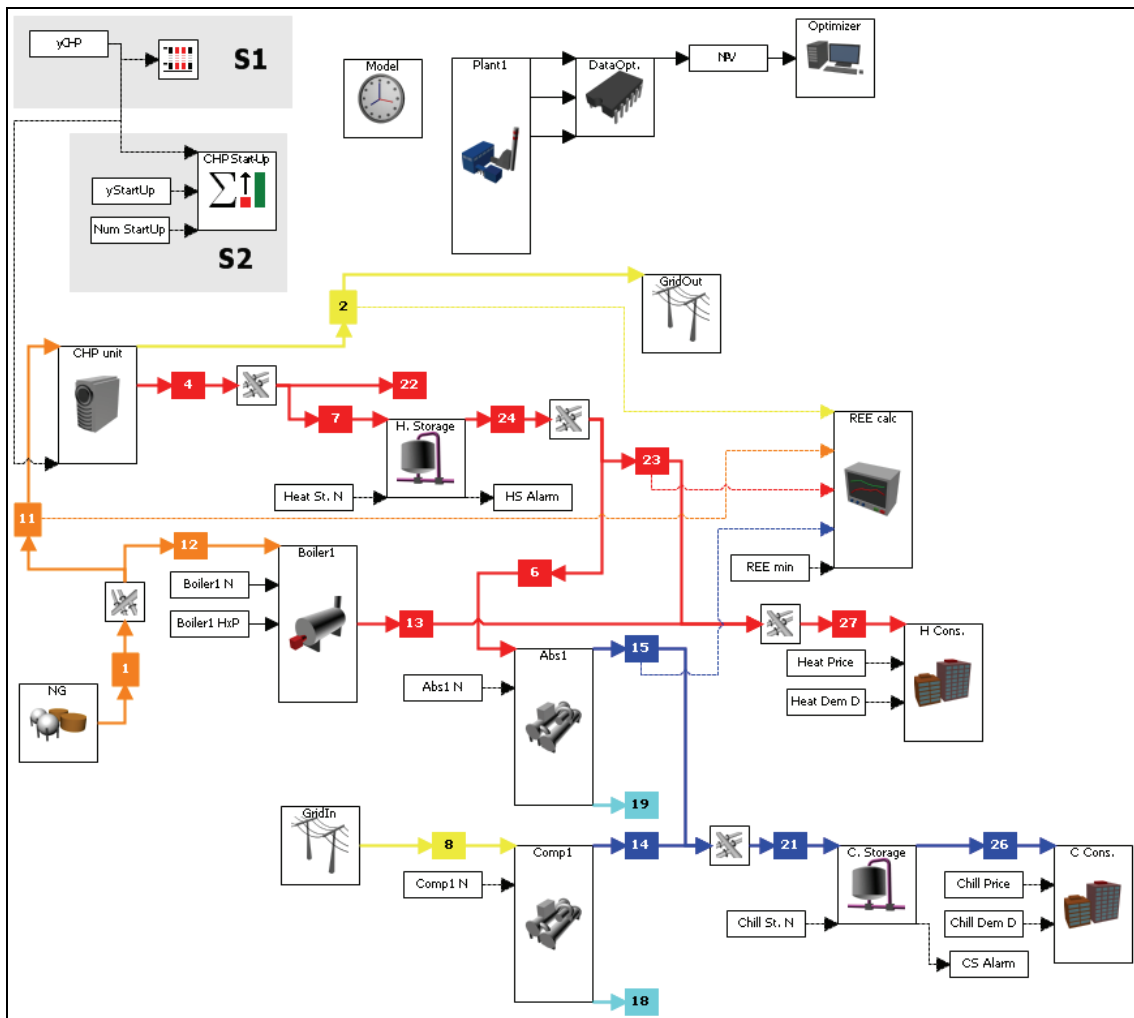 yCHP
S1
Model
Plant1
DataOpt.
NPV
Optimizer
CHP Start-Up
yStartUp
Num StartUp
S2
2
GridOut
CHP unit
4
22
7
H. Storage
24
REE calc
23
Heat St. N
HS Alarm
11
12
Boiler1
6
REE min
Boiler1 N
Boiler1 HxP
13
27
H Cons.
1
Abs1
15
Heat Price
Abs1 N
NG
Heat Dem D
19
GridIn
8
Comp1
14
21
C. Storage
26
C Cons.
Comp1 N
Chill Price
Chill St. N
Chill Dem D
CS Alarm
18